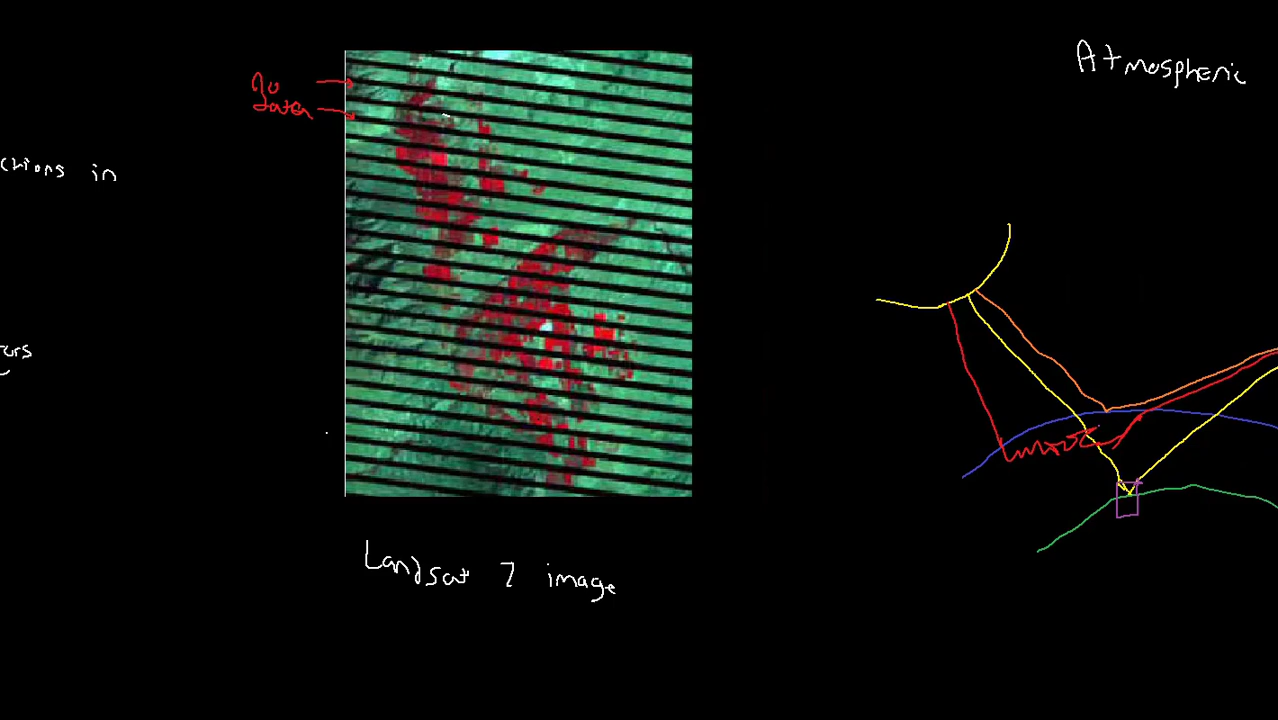 Atmospheric
No
data
ctions in
Landsat 7 image